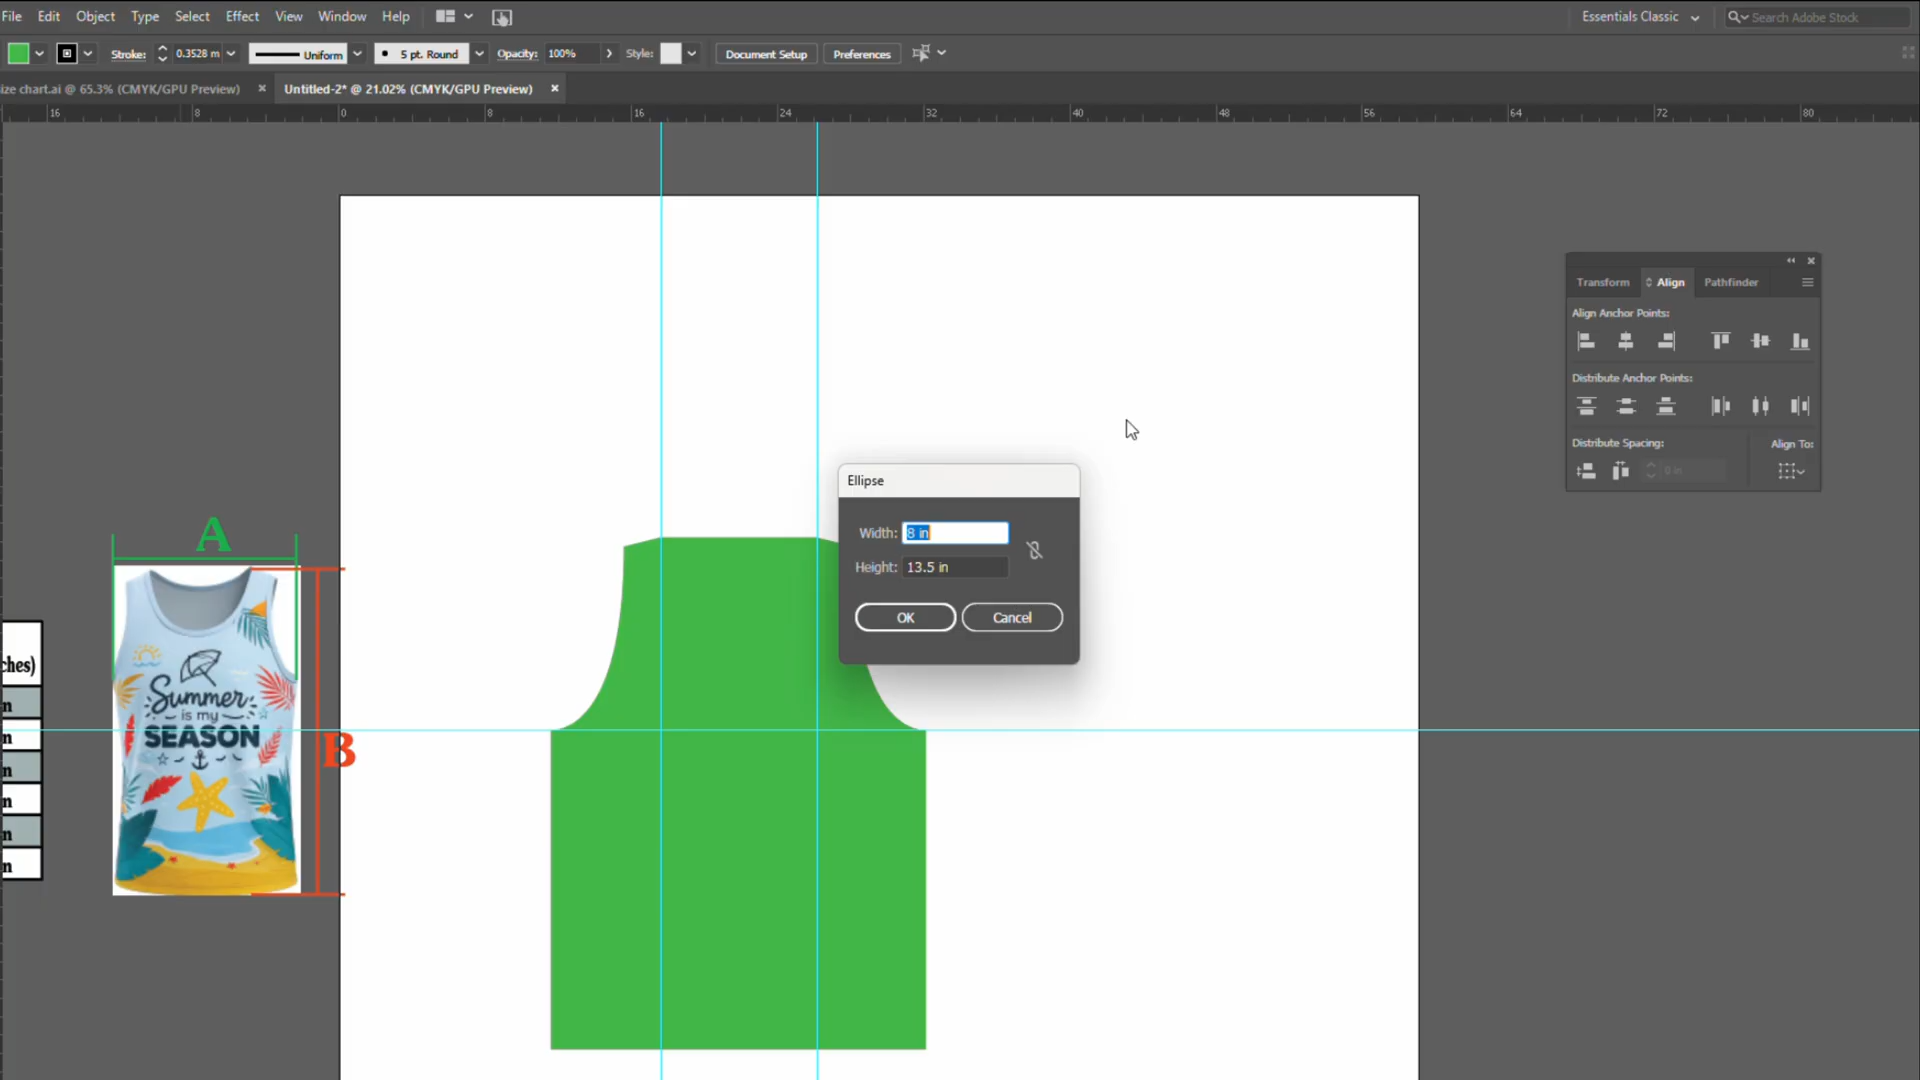 File Edit Object Type Select Effect View Window Help
Essentials Classic
Search Adobe Stock
Stroke: 0.3528 m Uniform 5 pt. Round Opacity: 100% Style: Document Setup Preferences
ize chart.ai @ 65.3% (CMYK/GPU Preview) × Untitled-2* @ 21.02% (CMYK/GPU Preview) ×
16 8 0 8 16 24 32 40 48 56 64 72 80
Transform Align Pathfinder
Align Anchor Points:
Distribute Anchor Points:
Distribute Spacing: Align To:
0 in
Ellipse
Width: 8 in
Height: 13.5 in
OK Cancel
A
B
Summer
is my
SEASON
ches)
n
n
n
n
n
n